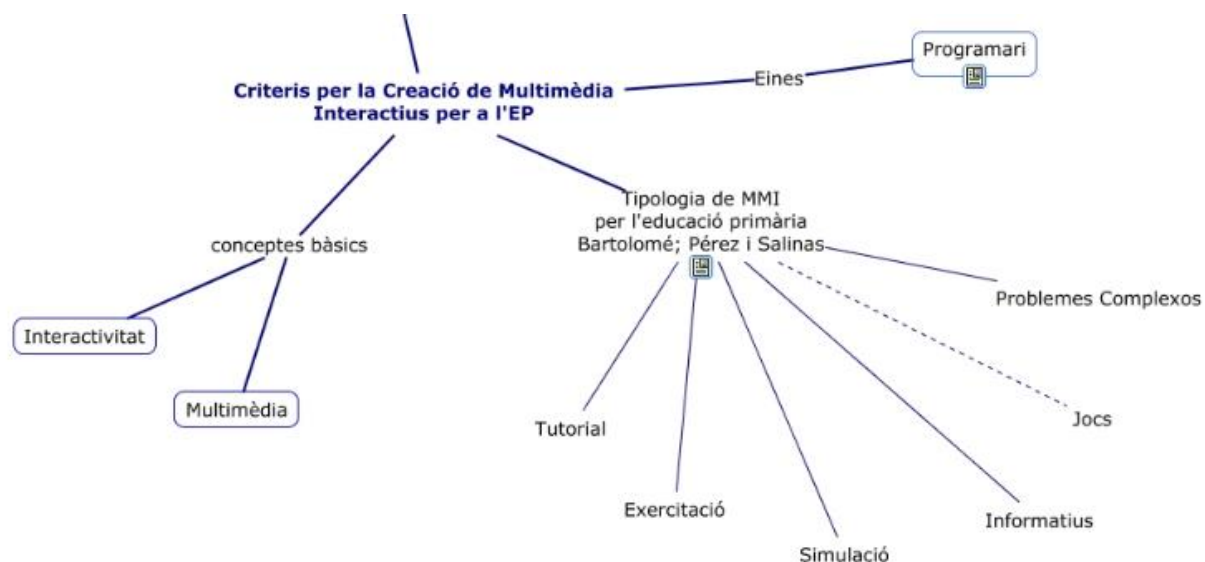 Programari
Eines
Criteris per la Creació de Multimèdia
Interactius per a l'EP
Tipologia de MMI
per l'educació primària
Bartolomé; Pérez i Salinas
conceptes bàsics
Problemes Complexos
Interactivitat
Multimèdia
Jocs
Tutorial
Exercitació
Informatius
Simulació